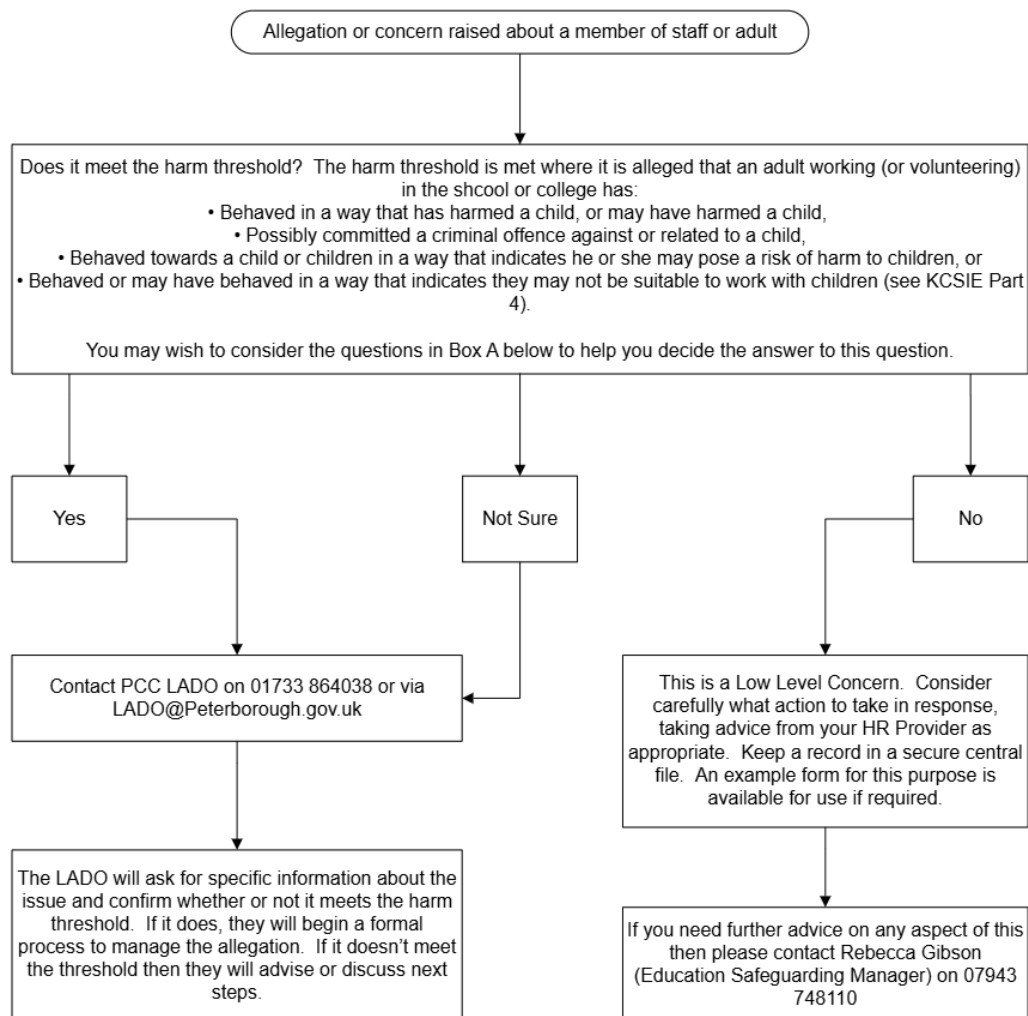 Allegation or concern raised about a member of staff or adult
Does it meet the harm threshold?  The harm threshold is met where it is alleged that an adult working (or volunteering)
in the shcool or college has:
• Behaved in a way that has harmed a child, or may have harmed a child,
• Possibly committed a criminal offence against or related to a child,
• Behaved towards a child or children in a way that indicates he or she may pose a risk of harm to children, or
• Behaved or may have behaved in a way that indicates they may not be suitable to work with children (see KCSIE Part
4).
You may wish to consider the questions in Box A below to help you decide the answer to this question.
Yes
Not Sure
No
Contact PCC LADO on 01733 864038 or via
LADO@Peterborough.gov.uk
This is a Low Level Concern.  Consider
carefully what action to take in response,
taking advice from your HR Provider as
appropriate.  Keep a record in a secure central
file.  An example form for this purpose is
available for use if required.
The LADO will ask for specific information about the
issue and confirm whether or not it meets the harm
threshold.  If it does, they will begin a formal
process to manage the allegation.  If it doesn't meet
the threshold then they will advise or discuss next
steps.
If you need further advice on any aspect of this
then please contact Rebecca Gibson
(Education Safeguarding Manager) on 07943
748110